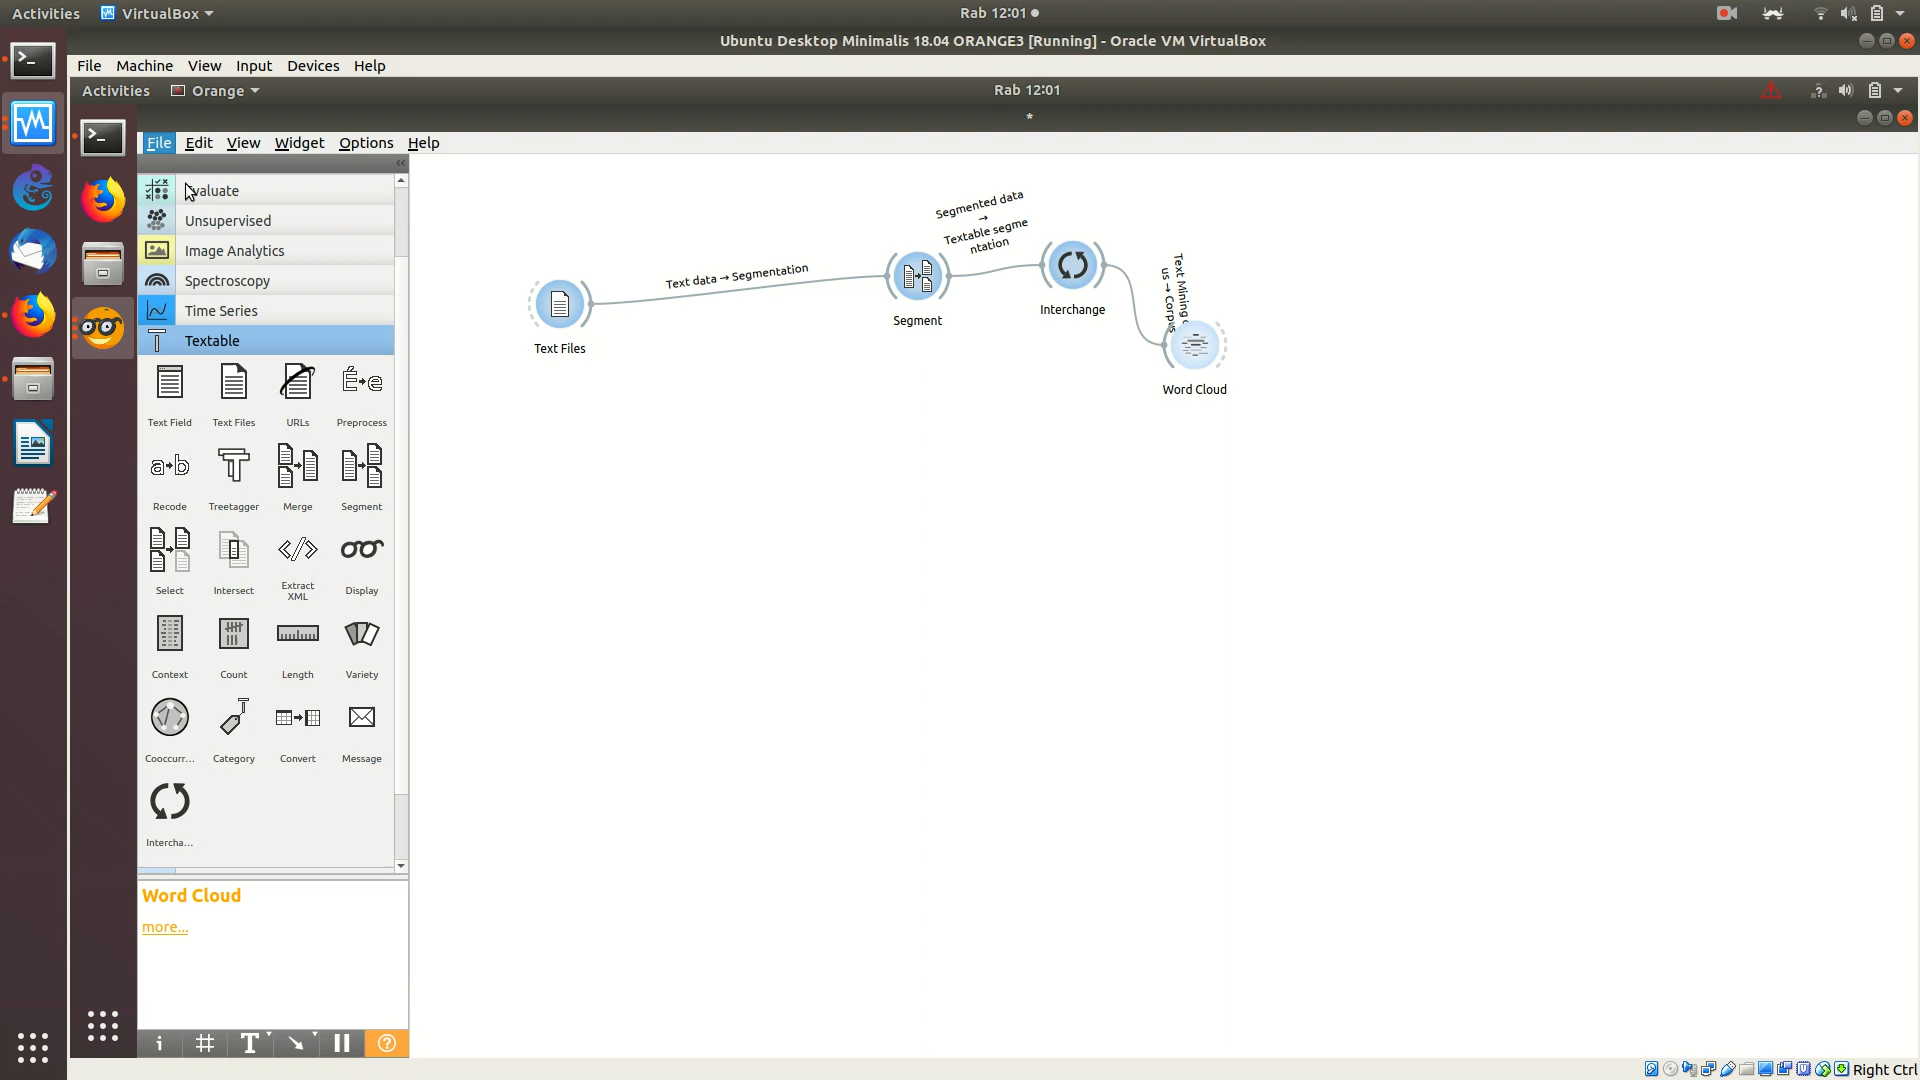 Activities
VirtualBox
Rab 12:01
Ubuntu Desktop Minimalis 18.04 ORANGE3 [Running] - Oracle VM VirtualBox
File Machine View Input Devices Help
Activities
Orange
Rab 12:01
*
File Edit View Widget Options Help
valuate
Unsupervised
Image Analytics
Spectroscopy
Time Series
Textable
Text Field
Text Files
URLs
Preprocess
Recode
Treetagger
Merge
Segment
Select
Intersect
Extract
XML
Display
Context
Count
Length
Variety
Cooccurr...
Category
Convert
Message
Intercha...
Word Cloud
more...
Text Files
Text data → Segmentation
Segment
Segmented data
→
Textable segme
ntation
Interchange
Text Mining
us → Corpus
Word Cloud
Right Ctrl